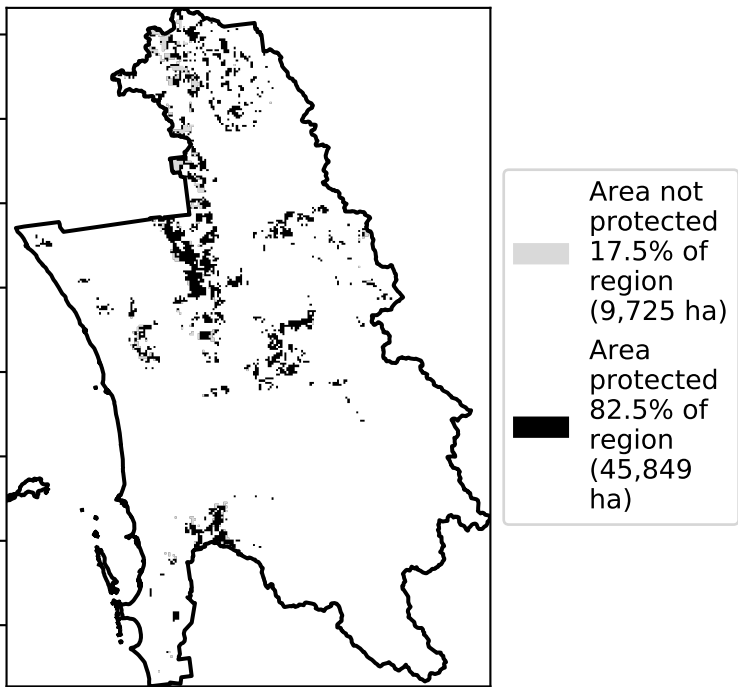 Area not
protected
17.5% of
region
(9,725 ha)
Area
protected
82.5% of
region
(45,849
ha)